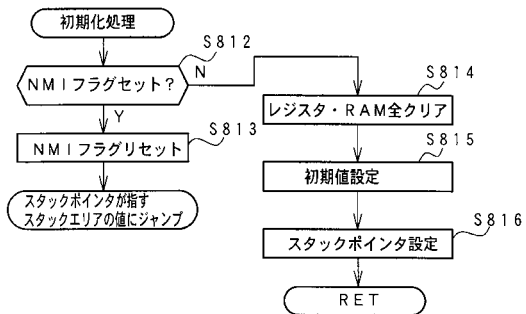 初期化処理
S812
NMIフラグセット?
N
Y
S813
NMIフラグリセット
スタックポインタが指す
スタックエリアの値にジャンプ
S814
レジスタ・RAM全クリア
S815
初期値設定
S816
スタックポインタ設定
RET